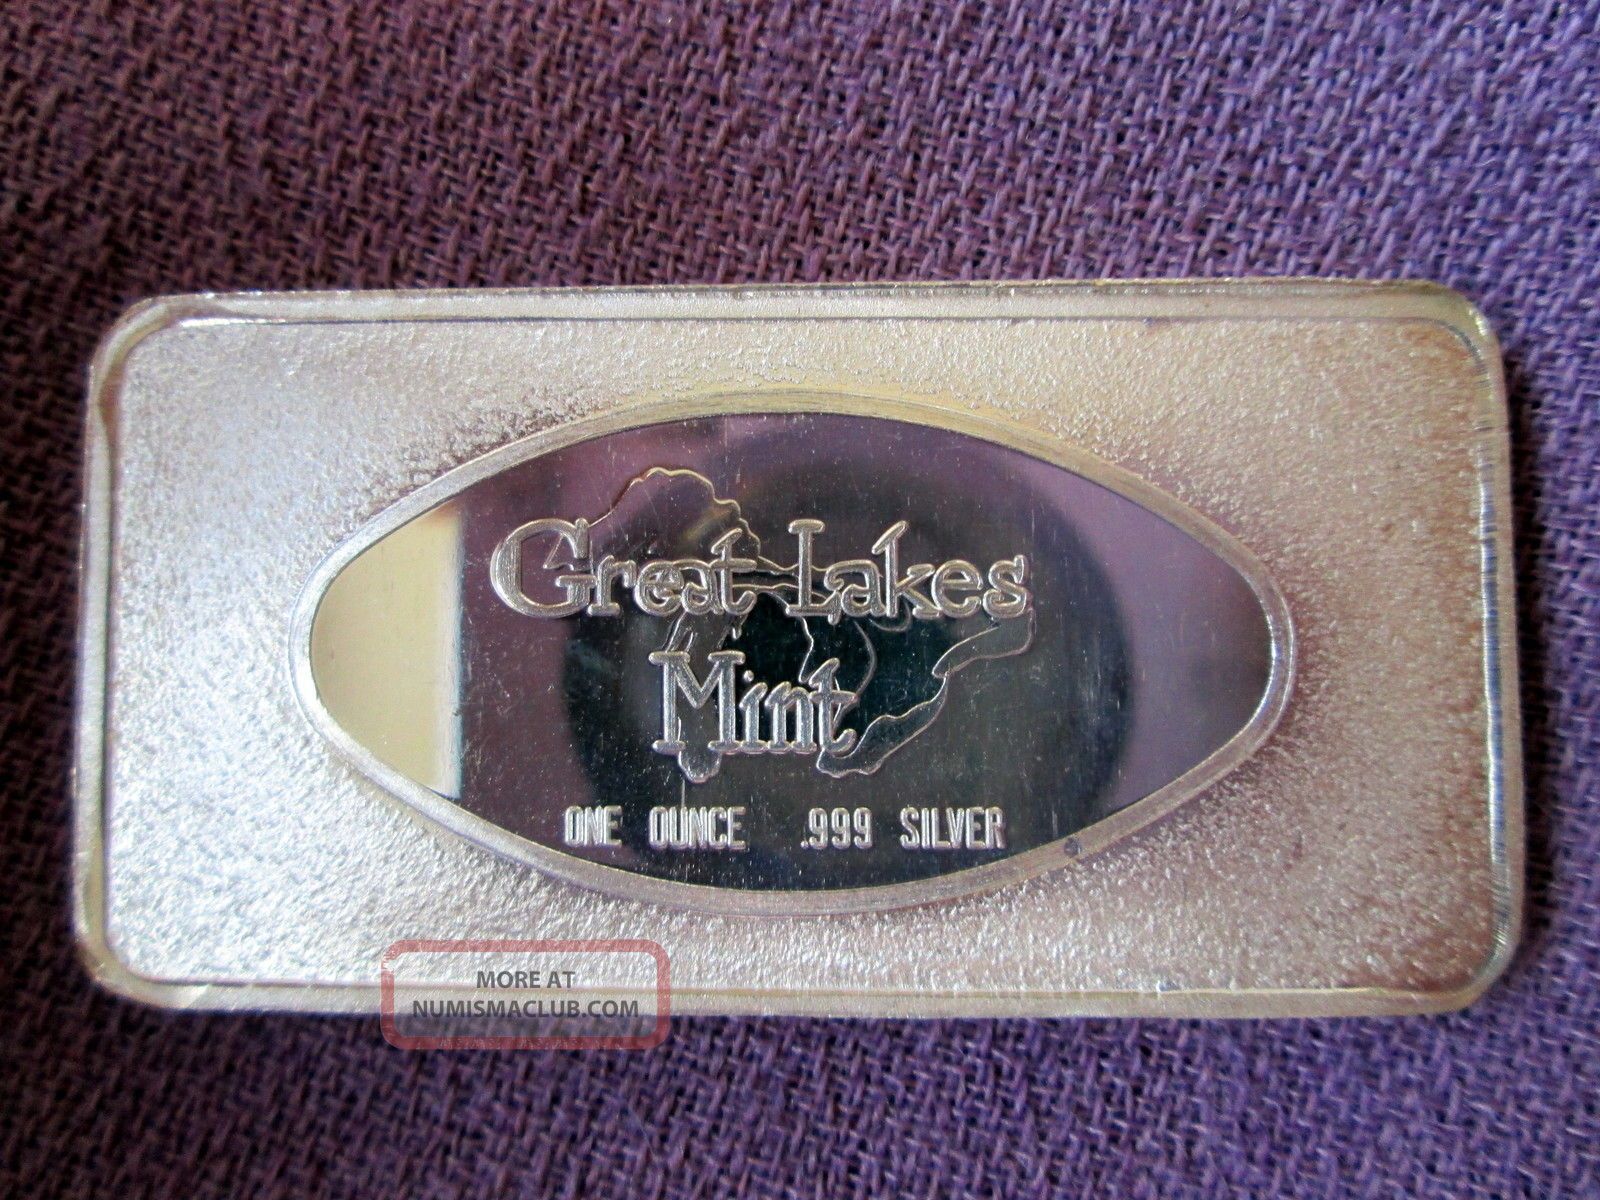 Great Lakes
Mint
ONE OUNCE .999 SILVER
MORE AT
NUMISMACLUB.COM